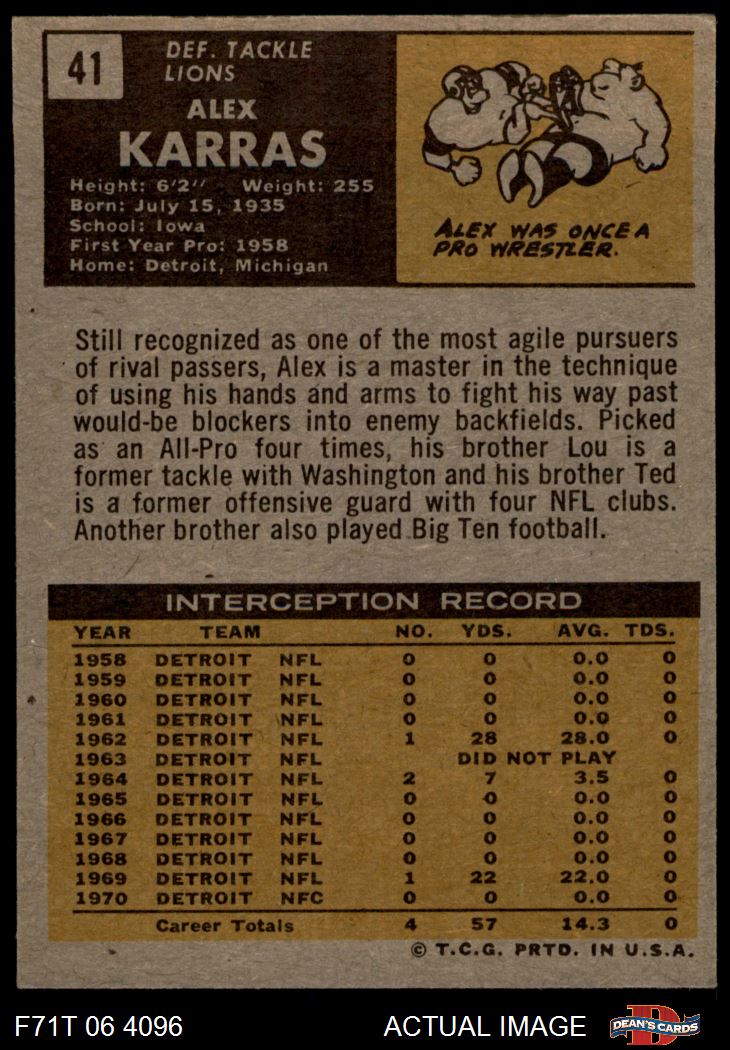 41
DEF. TACKLE
LIONS
ALEX
KARRAS
Height: 6'2" Weight: 255
Born: July 15, 1935
School: Iowa
First Year Pro: 1958
Home: Detroit, Michigan
ALEX WAS ONCE A
PRO WRESTLER.
Still recognized as one of the most agile pursuers
of rival passers, Alex is a master in the technique
of using his hands and arms to fight his way past
would-be blockers into enemy backfields. Picked
as an All-Pro four times, his brother Lou is a
former tackle with Washington and his brother Ted
is a former offensive guard with four NFL clubs.
Another brother also played Big Ten football.
INTERCEPTION RECORD
YEAR TEAM NO. YDS. AVG. TDS.
1958 DETROIT NFL 0 0 0.0 0
1959 DETROIT NFL 0 0 0.0 0
1960 DETROIT NFL 0 0 0.0 0
1961 DETROIT NFL 0 0 0.0 0
1962 DETROIT NFL 1 28 28.0 0
1963 DETROIT NFL DID NOT PLAY
1964 DETROIT NFL 2 7 3.5 0
1965 DETROIT NFL 0 0 0.0 0
1966 DETROIT NFL 0 0 0.0 0
1967 DETROIT NFL 0 0 0.0 0
1968 DETROIT NFL 0 0 0.0 0
1969 DETROIT NFL 1 22 22.0 0
1970 DETROIT NFC 0 0 0.0 0
Career Totals 4 57 14.3 0
© T.C.G. PRTD. IN U.S.A.
F71T 06 4096 ACTUAL IMAGE DEAN'S CARDS